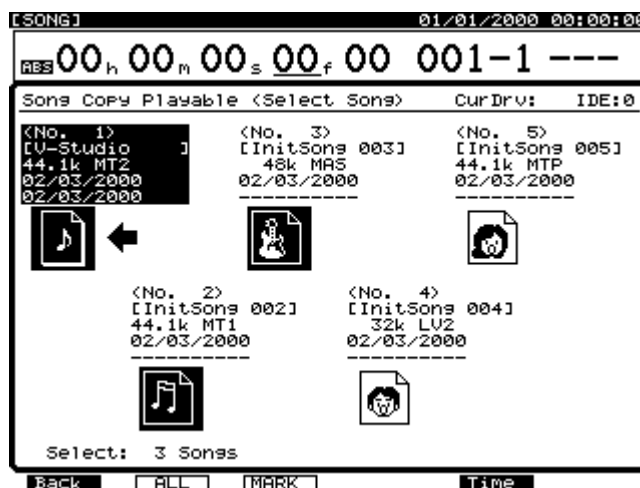 [SONG] 01/01/2000 00:00:00
ABS 00h 00m 00s 00f 00 001-1 ---
Song Copy Playable <Select Song> CurDrv: IDE:0
<No. 1>
[V-Studio ]
44.1k MT2
02/03/2000
02/03/2000
<No. 3>
[InitSong 003]
48k MAS
02/03/2000
----------
<No. 5>
[InitSong 005]
44.1k MTP
02/03/2000
----------
<No. 2>
[InitSong 002]
44.1k MT1
02/03/2000
----------
<No. 4>
[InitSong 004]
32k LV2
02/03/2000
----------
Select: 3 Songs
Back ALL MARK Time